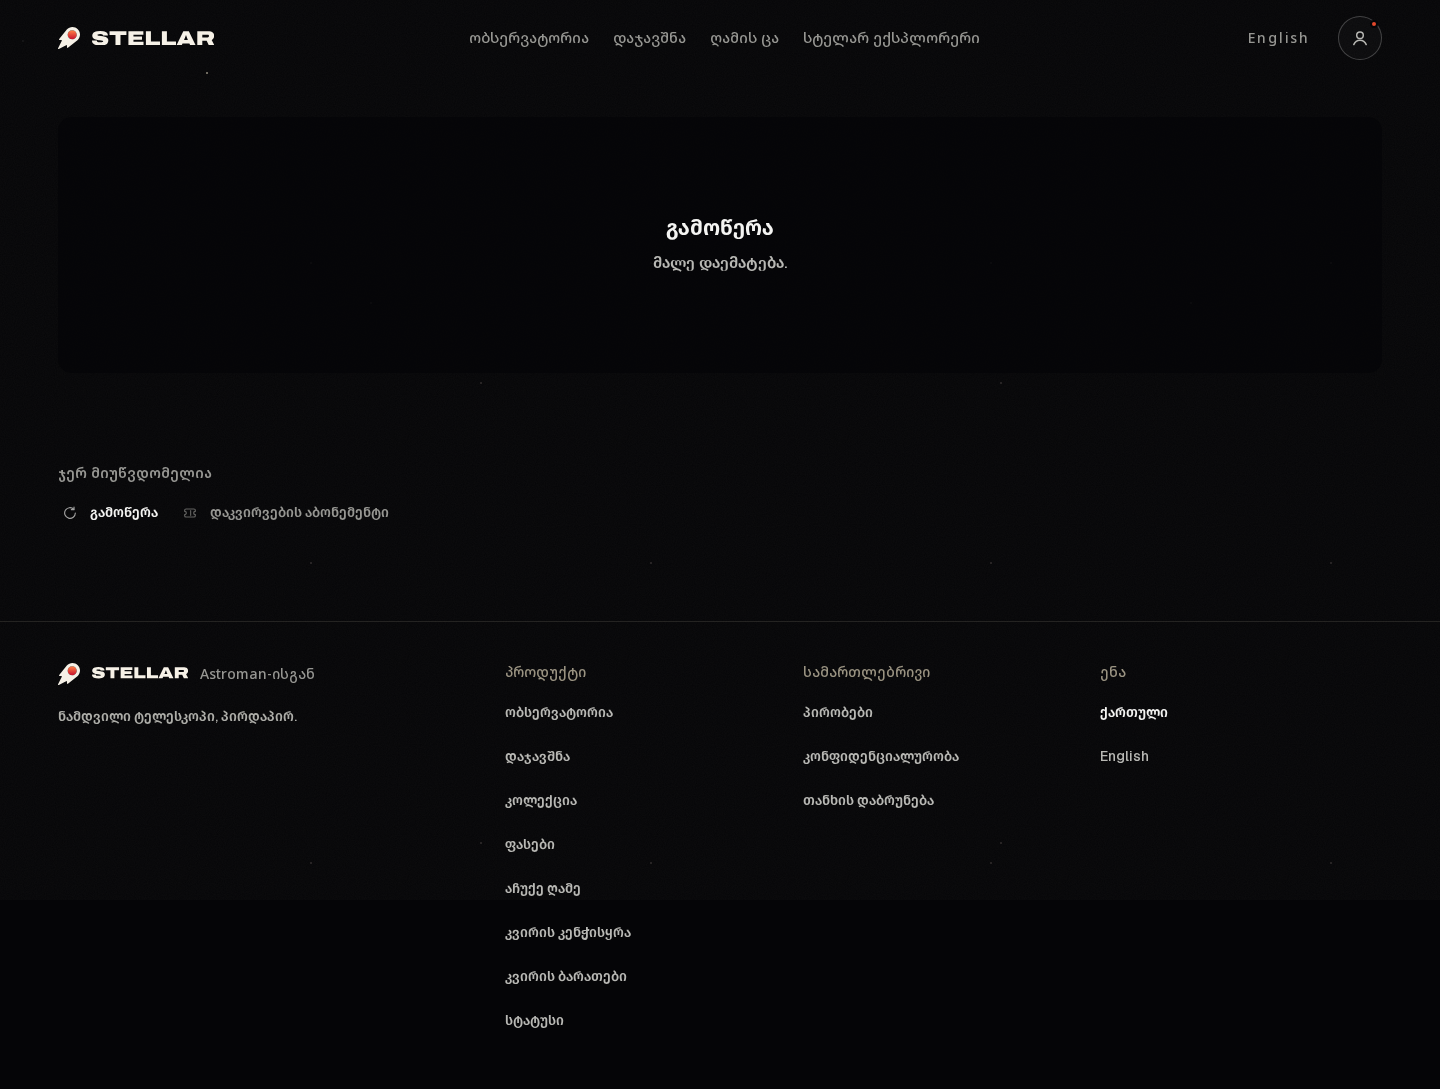 STELLAR
ობსერვატორია
დაჯავშნა
ღამის ცა
სტელარ ექსპლორერი
English
გამოწერა
მალე დაემატება.
ჯერ მიუწვდომელია
გამოწერა
დაკვირვების აბონემენტი
STELLAR Astroman-ისგან
ნამდვილი ტელესკოპი, პირდაპირ.
პროდუქტი
ობსერვატორია
დაჯავშნა
კოლექცია
ფასები
აჩუქე ღამე
კვირის კენჭისყრა
კვირის ბარათები
სტატუსი
სამართლებრივი
პირობები
კონფიდენციალურობა
თანხის დაბრუნება
ენა
ქართული
English